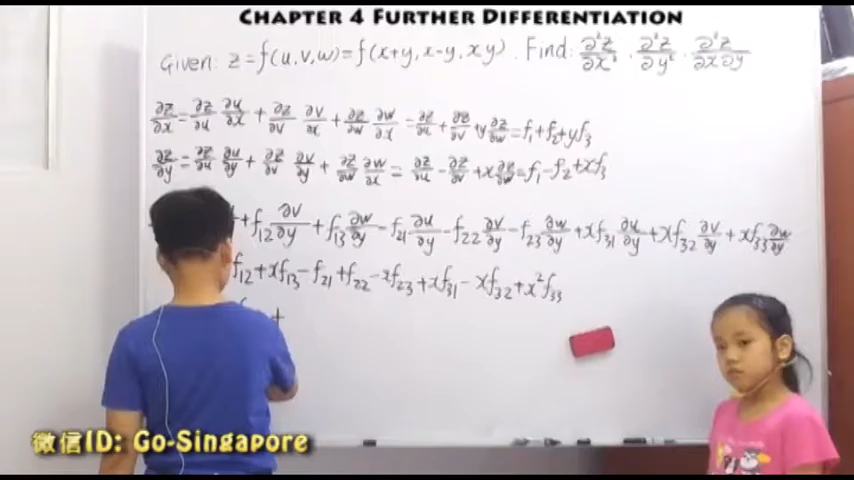 CHAPTER 4 FURTHER DIFFERENTIATION
Given: z = f(u,v,w) = f(x+y, x-y, xy). Find: ∂²z/∂x², ∂²z/∂y², ∂²z/∂x∂y
∂z/∂x = ∂z/∂u ∂u/∂x + ∂z/∂v ∂v/∂x + ∂z/∂w ∂w/∂x = ∂z/∂u + ∂z/∂v + y ∂z/∂w = f₁+f₂+yf₃
∂z/∂y = ∂z/∂u ∂u/∂y + ∂z/∂v ∂v/∂y + ∂z/∂w ∂w/∂x = ∂z/∂u - ∂z/∂v + x ∂z/∂w = f₁-f₂+xf₃
+ f₁₂ ∂v/∂y + f₁₃ ∂w/∂y - f₂₁ ∂u/∂y - f₂₂ ∂v/∂y - f₂₃ ∂w/∂y + xf₃₁ ∂u/∂y + xf₃₂ ∂v/∂y + xf₃₃ ∂w/∂y
f₁₂ + xf₁₃ - f₂₁ + f₂₂ - xf₂₃ + xf₃₁ - xf₃₂ + x²f₃₃
+
微信ID: Go-Singapore